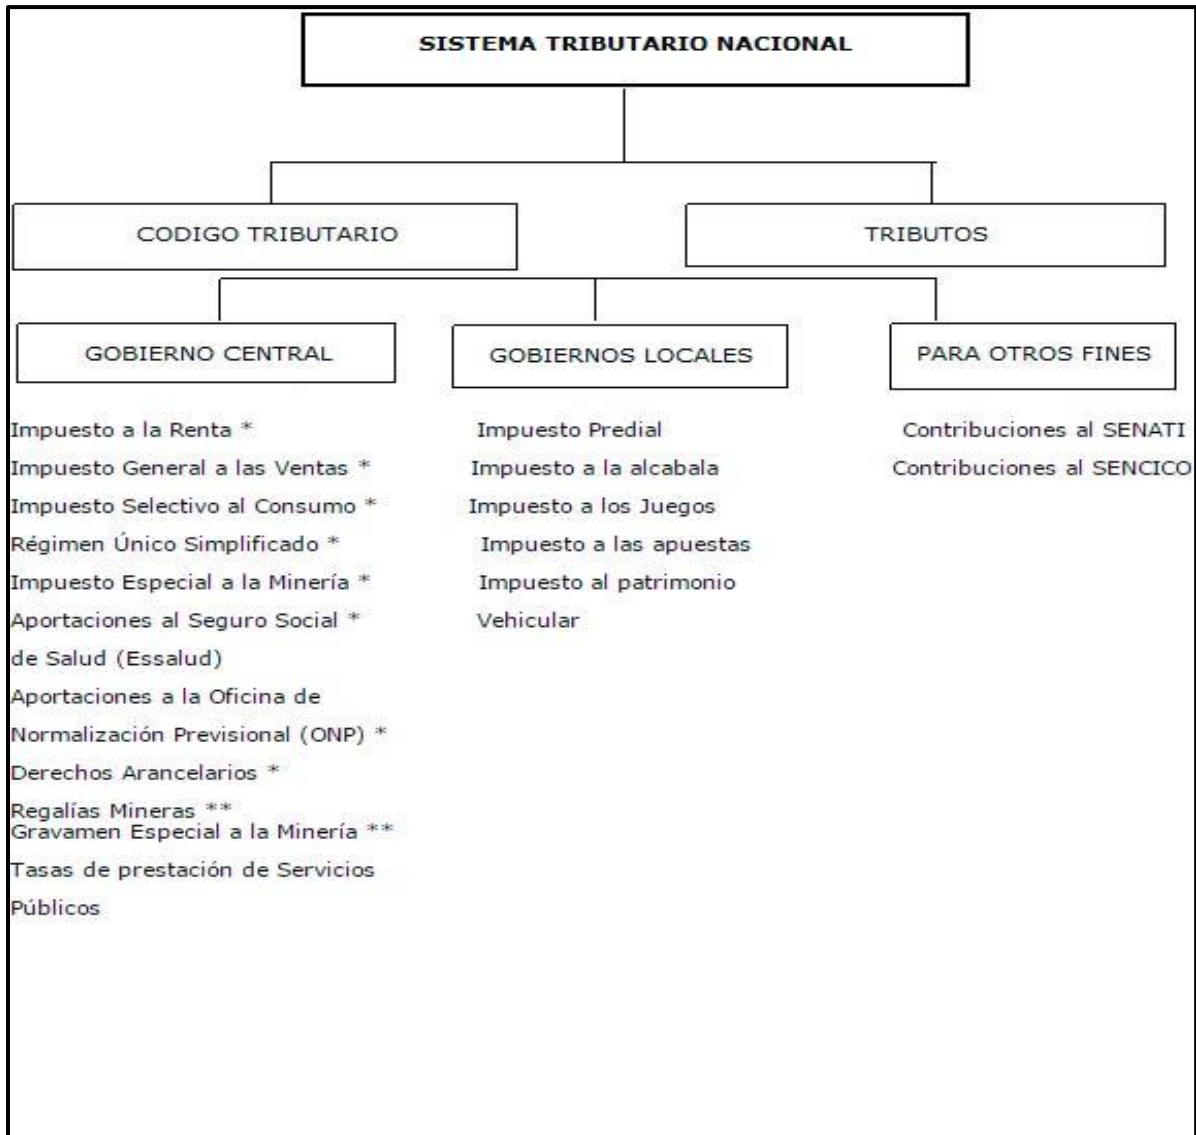 SISTEMA TRIBUTARIO NACIONAL
CODIGO TRIBUTARIO
TRIBUTOS
GOBIERNO CENTRAL
GOBIERNOS LOCALES
PARA OTROS FINES
Impuesto a la Renta *
Impuesto General a las Ventas *
Impuesto Selectivo al Consumo *
Régimen Único Simplificado *
Impuesto Especial a la Minería *
Aportaciones al Seguro Social *
de Salud (Essalud)
Aportaciones a la Oficina de
Normalización Previsional (ONP) *
Derechos Arancelarios *
Regalías Mineras **
Gravamen Especial a la Minería **
Tasas de prestación de Servicios
Públicos
Impuesto Predial
Impuesto a la alcabala
Impuesto a los Juegos
Impuesto a las apuestas
Impuesto al patrimonio
Vehicular
Contribuciones al SENATI
Contribuciones al SENCICO